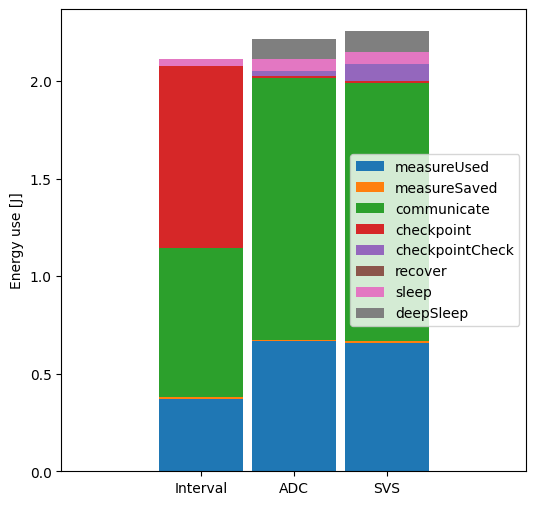 Energy use [J]
2.0
1.5
1.0
0.5
0.0
measureUsed
measureSaved
communicate
checkpoint
checkpointCheck
recover
sleep
deepSleep
Interval
ADC
SVS